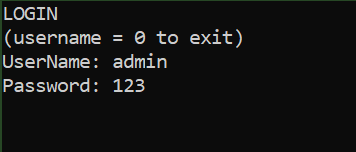 LOGIN
(username = 0 to exit)
UserName: admin
Password: 123